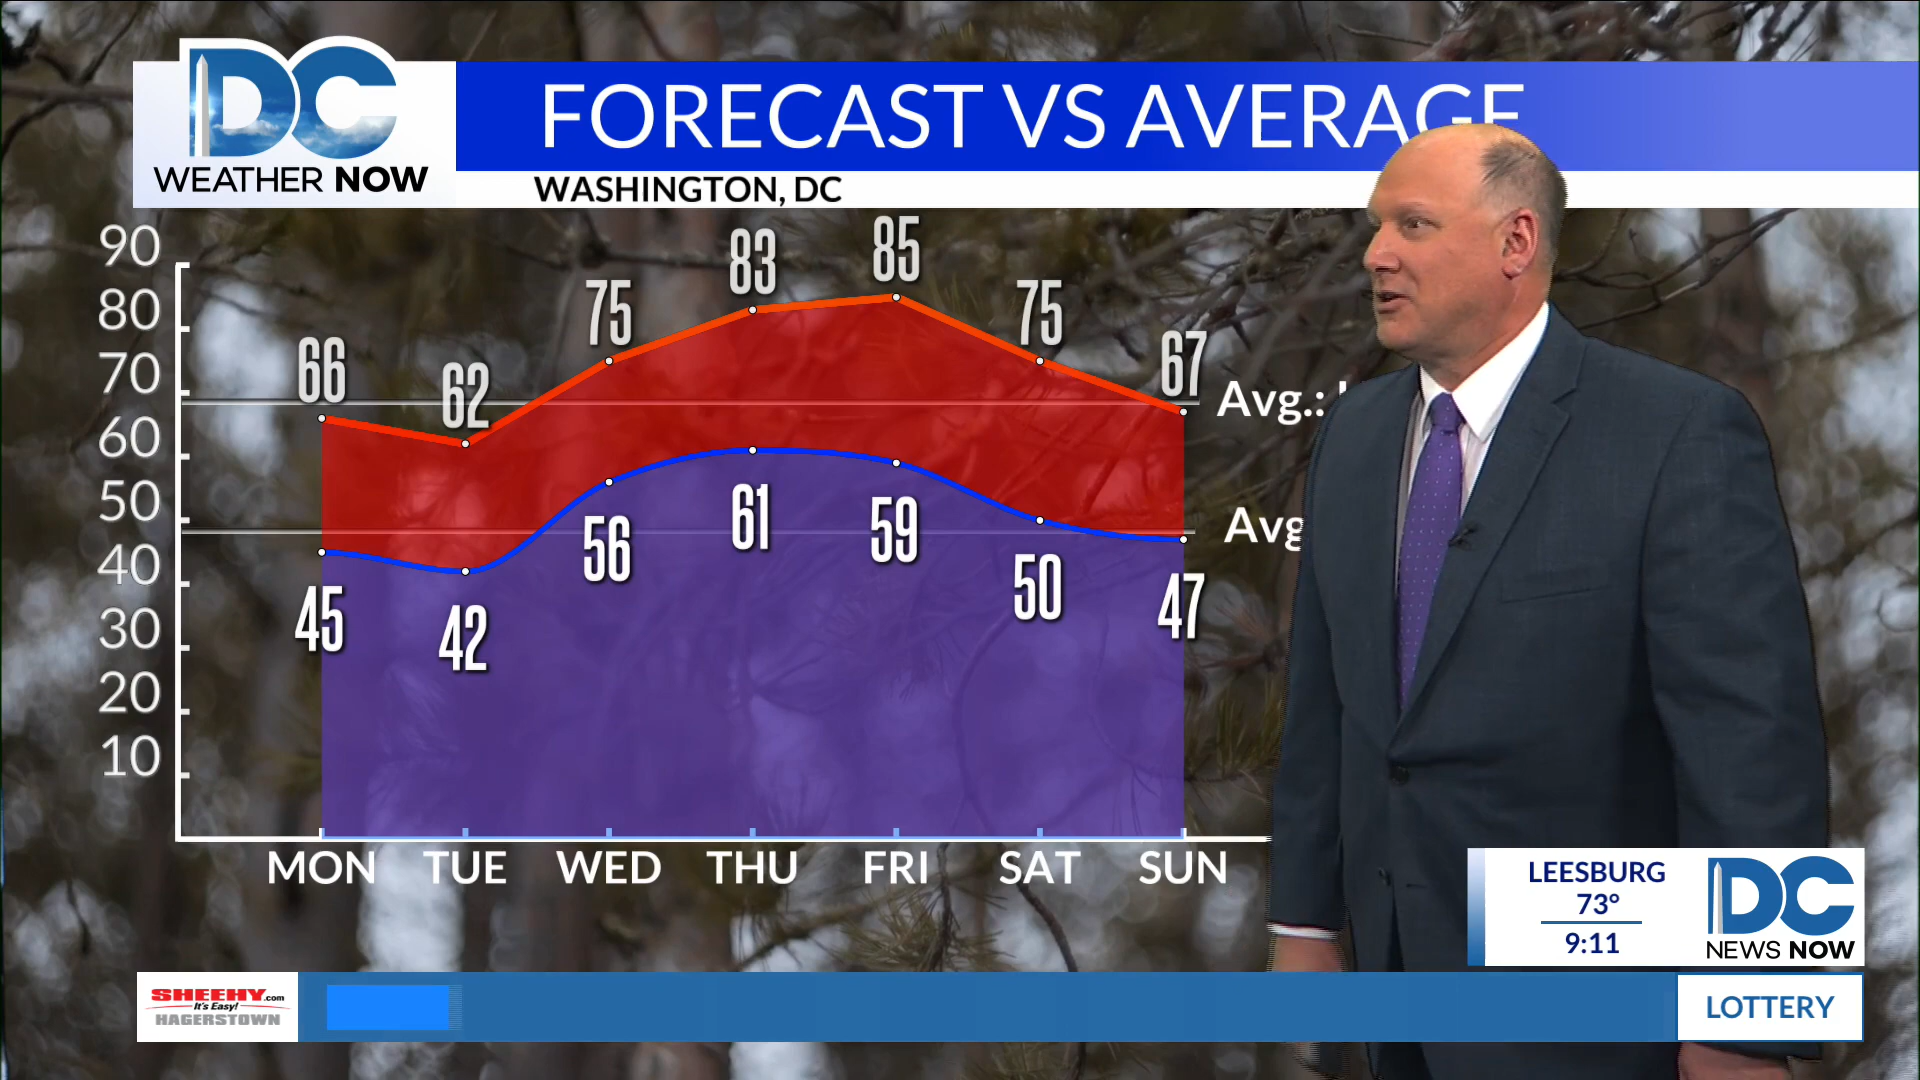 DC
WEATHER NOW
FORECAST VS AVERAGE
WASHINGTON, DC
90
80
70
60
50
40
30
20
10
66
62
75
83
85
75
67
Avg.:
45
42
56
61
59
50
47
Avg
MON TUE WED THU FRI SAT SUN
LEESBURG
73°
9:11
DC
NEWS NOW
SHEEHY.com
It's Easy!
HAGERSTOWN
LOTTERY